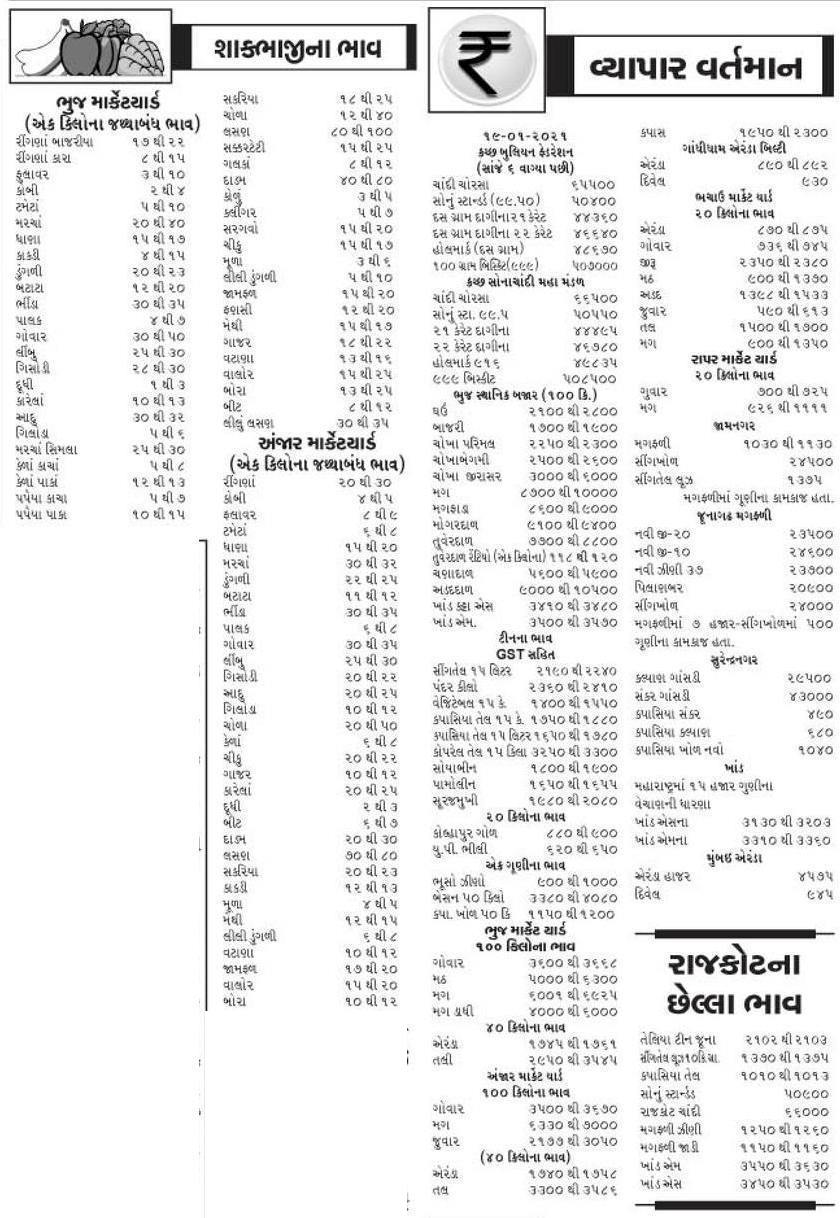 શાકભાજીના ભાવ
ભુજ માર્કેટયાર્ડ
(એક કિલોના જથ્થાબંધ ભાવ)
રીંગણાં બાજરીયા ૧૭ થી ૨૨
રીંગણાં કારા ૮ થી ૧૫
ફુલાવર ૩ થી ૧૦
કોબી ૨ થી ૪
ટમેટાં ૫ થી ૧૦
મરચાં ૨૦ થી ૪૦
ધાણા ૧૫ થી ૧૭
કાકડી ૪ થી ૧૫
ડુંગળી ૨૦ થી ૨૩
બટાટા ૧૨ થી ૨૦
ભીંડા ૩૦ થી ૩૫
પાલક ૪ થી ૭
ગોવાર ૩૦ થી ૫૦
લીંબુ ૨૫ થી ૩૦
ગિસોડી ૨૮ થી ૩૦
દૂધી ૧ થી ૩
કારેલાં ૧૦ થી ૧૩
આદુ ૩૦ થી ૩૨
ગિલોડા ૫ થી ૬
મરચાં સિમલા ૨૫ થી ૩૦
કેળાં કાચાં ૫ થી ૮
કેળાં પાકાં ૧૨ થી ૧૩
પપૈયા કાચા ૫ થી ૭
પપૈયા પાકા ૧૦ થી ૧૫
સકરિયા ૧૮ થી ૨૫
ચોળા ૧૨ થી ૪૦
લસણ ૮૦ થી ૧૦૦
સક્કરટેટી ૧૫ થી ૨૫
ગલકાં ૮ થી ૧૨
દાડમ ૪૦ થી ૮૦
કોળું ૩ થી ૫
કલીંગર ૫ થી ૭
સરગવો ૧૫ થી ૨૦
ચીકુ ૧૫ થી ૧૭
મૂળા ૩ થી ૬
લીલી ડુંગળી ૫ થી ૧૦
જામફળ ૧૫ થી ૨૦
ફણસી ૧૨ થી ૨૦
મેથી ૧૫ થી ૧૭
ગાજર ૧૮ થી ૨૨
વટાણા ૧૩ થી ૧૬
વાલોર ૧૫ થી ૨૫
બોરા ૧૩ થી ૨૫
બીટ ૮ થી ૧૨
લીલું લસણ ૩૦ થી ૩૫
અંજાર માર્કેટયાર્ડ
(એક કિલોના જથ્થાબંધ ભાવ)
રીંગણાં ૨૦ થી ૩૦
કોબી ૪ થી ૫
ફલાવર ૮ થી ૯
ટમેટાં ૬ થી ૮
ધાણા ૧૫ થી ૨૦
મરચાં ૩૦ થી ૩૨
ડુંગળી ૨૨ થી ૨૫
બટાટા ૧૧ થી ૧૨
ભીંડા ૩૦ થી ૩૫
પાલક ૬ થી ૮
ગોવાર ૩૦ થી ૩૫
લીંબુ ૨૫ થી ૩૦
ગિસોડી ૨૦ થી ૨૨
આદુ ૨૦ થી ૨૫
ગિલોડા ૧૦ થી ૧૨
ચોળા ૨૦ થી ૫૦
કેળાં ૬ થી ૮
ચીકુ ૨૦ થી ૨૨
ગાજર ૧૦ થી ૧૨
કારેલાં ૨૦ થી ૨૫
દૂધી ૨ થી ૩
બીટ ૬ થી ૭
દાડમ ૨૦ થી ૩૦
લસણ ૭૦ થી ૮૦
સકરિયા ૨૦ થી ૨૩
કાકડી ૧૨ થી ૧૩
મૂળા ૪ થી ૫
મેથી ૧૨ થી ૧૫
લીલી ડુંગળી ૬ થી ૮
વટાણા ૧૦ થી ૧૨
જામફળ ૧૭ થી ૨૦
વાલોર ૧૫ થી ૨૦
બોરા ૧૦ થી ૧૨
₹
વ્યાપાર વર્તમાન
૧૯-૦૧-૨૦૨૧
કચ્છ બુલિયન ફેડરેશન
(સાંજે ૬ વાગ્યા પછી)
ચાંદી ચોરસા ૬૫૫૦૦
સોનું સ્ટાન્ડર્ડ (૯૯.૫૦) ૫૦૪૦૦
દસ ગ્રામ દાગીના ૨૧ કેરેટ ૪૪૩૬૦
દસ ગ્રામ દાગીના ૨૨ કેરેટ ૪૬૬૪૦
હોલમાર્ક (દસ ગ્રામ) ૪૮૬૭૦
૧૦૦ ગ્રામ બિસ્કિટ(૯૯૯) ૫૦૭૦૦૦
કચ્છ સોનાચાંદી મહા મંડળ
ચાંદી ચોરસા ૬૬૫૦૦
સોનું સ્ટા. ૯૯.૫ ૫૦૫૫૦
૨૧ કેરેટ દાગીના ૪૪૪૯૫
૨૨ કેરેટ દાગીના ૪૬૭૮૦
હોલમાર્ક ૯૧૬ ૪૯૮૩૫
૯૯૯ બિસ્કીટ ૫૦૮૫૦૦
ભુજ સ્થાનિક બજાર (૧૦૦ કિ.)
ઘઉં ૨૧૦૦ થી ૨૮૦૦
બાજરી ૧૭૦૦ થી ૧૯૦૦
ચોખા પરિમલ ૨૨૫૦ થી ૨૩૦૦
ચોખાબંગમી ૨૫૦૦ થી ૨૬૦૦
ચોખા જીરાસર ૩૦૦૦ થી ૬૦૦૦
મગ ૮૭૦૦ થી ૧૦૦૦૦
મગફાડા ૮૬૦૦ થી ૯૦૦૦
મોગરદાળ ૯૧૦૦ થી ૯૪૦૦
તુવેરદાળ ૭૭૦૦ થી ૮૮૦૦
તુવરદાળ રેંટિયો (એક કિલોના) ૧૧૮ થી ૧૨૦
ચણાદાળ ૫૬૦૦ થી ૫૯૦૦
અડદદાળ ૯૦૦૦ થી ૧૦૫૦૦
ખાંડ કટ્ટા એસ ૩૪૧૦ થી ૩૪૮૦
ખાંડ એમ. ૩૫૦૦ થી ૩૫૭૦
ટીનના ભાવ
GST સહિત
સીંગતેલ ૧૫ લિટર ૨૧૯૦ થી ૨૨૪૦
પંદર કીલો ૨૩૬૦ થી ૨૪૧૦
વેજિટેબલ ૧૫ કે. ૧૪૦૦ થી ૧૫૫૦
કપાસિયા તેલ ૧૫ કે. ૧૭૫૦ થી ૧૮૮૦
કપાસિયા તેલ ૧૫ લિટર ૧૬૫૦ થી ૧૭૮૦
કોપરેલ તેલ ૧૫ કિલા ૩૨૫૦ થી ૩૩૦૦
સોયાબીન ૧૮૦૦ થી ૧૯૦૦
પામોલીન ૧૬૫૦ થી ૧૬૫૫
સૂરજમુખી ૧૯૮૦ થી ૨૦૮૦
૨૦ કિલોના ભાવ
કોલ્હાપુર ગોળ ૮૮૦ થી ૯૦૦
યુ.પી. ભીલી ૬૨૦ થી ૬૫૦
એક ગૂણીના ભાવ
ભૂસો ઝીણો ૯૦૦ થી ૧૦૦૦
બેસન ૫૦ કિલો ૩૩૮૦ થી ૪૦૮૦
કપા. ખોળ ૫૦ કિ ૧૧૫૦ થી ૧૨૦૦
ભુજ માર્કેટ યાર્ડ
૧૦૦ કિલોના ભાવ
ગોવાર ૩૬૦૦ થી ૩૬૬૮
મઠ ૫૦૦૦ થી ૬૩૦૦
મગ ૬૦૦૧ થી ૬૯૨૫
મગ ડાધી ૪૦૦૦ થી ૬૦૦૦
૪૦ કિલોના ભાવ
એરંડા ૧૭૪૫ થી ૧૭૬૧
તલી ૨૯૫૦ થી ૩૫૪૫
અંજાર માર્કેટ યાર્ડ
૧૦૦ કિલોના ભાવ
ગોવાર ૩૫૦૦ થી ૩૬૭૦
મગ ૬૩૩૦ થી ૭૦૦૦
જુવાર ૨૧૭૭ થી ૩૦૫૦
(૪૦ કિલોના ભાવ)
એરંડા ૧૭૪૦ થી ૧૭૫૮
તલ ૩૩૦૦ થી ૩૫૮૬
કપાસ ૧૯૫૦ થી ૨૩૦૦
ગાંધીધામ એરંડા બિલ્ટી
એરંડા ૮૯૦ થી ૮૯૨
દિવેલ ૯૩૦
ભચાઉ માર્કેટ યાર્ડ
૨૦ કિલોના ભાવ
એરંડા ૮૭૦ થી ૮૭૫
ગોવાર ૭૩૬ થી ૭૪૫
જીરૂ ૨૩૫૦ થી ૨૩૮૦
મઠ ૯૦૦ થી ૧૩૭૦
અડદ ૧૩૯૮ થી ૧૫૩૩
જુવાર ૫૯૦ થી ૬૧૩
તલ ૧૫૦૦ થી ૧૭૦૦
મગ ૯૦૦ થી ૧૩૫૦
રાપર માર્કેટ યાર્ડ
૨૦ કિલોના ભાવ
ગુવાર ૭૦૦ થી ૭૨૫
મગ ૯૨૬ થી ૧૧૧૧
જામનગર
મગફળી ૧૦૩૦ થી ૧૧૩૦
સીંગખોળ ૨૪૫૦૦
સીંગતેલ લૂઝ ૧૩૭૫
મગફળીમાં ગૂણીના કામકાજ હતા.
જૂનાગઢ મગફળી
નવી જી-૨૦ ૨૩૫૦૦
નવી જી-૧૦ ૨૪૬૦૦
નવી ઝીણી ૩૭ ૨૩૭૦૦
પિલાણબર ૨૦૯૦૦
સીંગખોળ ૨૪૦૦૦
મગફળીમાં ૭ હજાર-સીંગખોળમાં ૫૦૦
ગૂણીના કામકાજ હતા.
સુરેન્દ્રનગર
કલ્યાણ ગાંસડી ૨૯૫૦૦
સંકર ગાંસડી ૪૩૦૦૦
કપાસિયા સંકર ૪૯૦
કપાસિયા કલ્યાણ ૬૮૦
કપાસિયા ખોળ નવો ૧૦૪૦
ખાંડ
મહારાષ્ટ્રમાં ૧૫ હજાર ગુણીના
વેચાણની ધારણા
ખાંડ એસના ૩૧૩૦ થી ૩૨૦૩
ખાંડ એમના ૩૩૧૦ થી ૩૩૬૦
મુંબઇ એરંડા
એરંડા હાજર ૪૫૭૫
દિવેલ ૯૪૫
રાજકોટના
છેલ્લા ભાવ
તેલિયા ટીન જૂના ૨૧૦૨ થી ૨૧૦૩
સીંગતેલ લૂઝ ૧૦ કિ.ગ્રા. ૧૩૭૦ થી ૧૩૭૫
કપાસિયા તેલ ૧૦૧૦ થી ૧૦૧૩
સોનું સ્ટાન્ડર્ડ ૫૦૯૦૦
રાજકોટ ચાંદી ૬૬૦૦૦
મગફળી ઝીણી ૧૨૫૦ થી ૧૨૬૦
મગફળી જાડી ૧૧૫૦ થી ૧૧૬૦
ખાંડ એમ ૩૫૫૦ થી ૩૬૩૦
ખાંડ એસ ૩૪૫૦ થી ૩૫૩૦